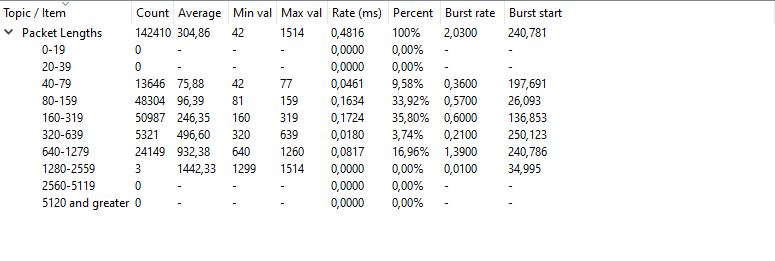 Topic / Item Count Average Min val Max val Rate (ms) Percent Burst rate Burst start
Packet Lengths 142410 304,86 42 1514 0,4816 100% 2,0300 240,781
0-19 0 - - - 0,0000 0,00% - -
20-39 0 - - - 0,0000 0,00% - -
40-79 13646 75,88 42 77 0,0461 9,58% 0,3600 197,691
80-159 48304 96,39 81 159 0,1634 33,92% 0,5700 26,093
160-319 50987 246,35 160 319 0,1724 35,80% 0,6000 136,853
320-639 5321 496,60 320 639 0,0180 3,74% 0,2100 250,123
640-1279 24149 932,38 640 1260 0,0817 16,96% 1,3900 240,786
1280-2559 3 1442,33 1299 1514 0,0000 0,00% 0,0100 34,995
2560-5119 0 - - - 0,0000 0,00% - -
5120 and greater 0 - - - 0,0000 0,00% - -